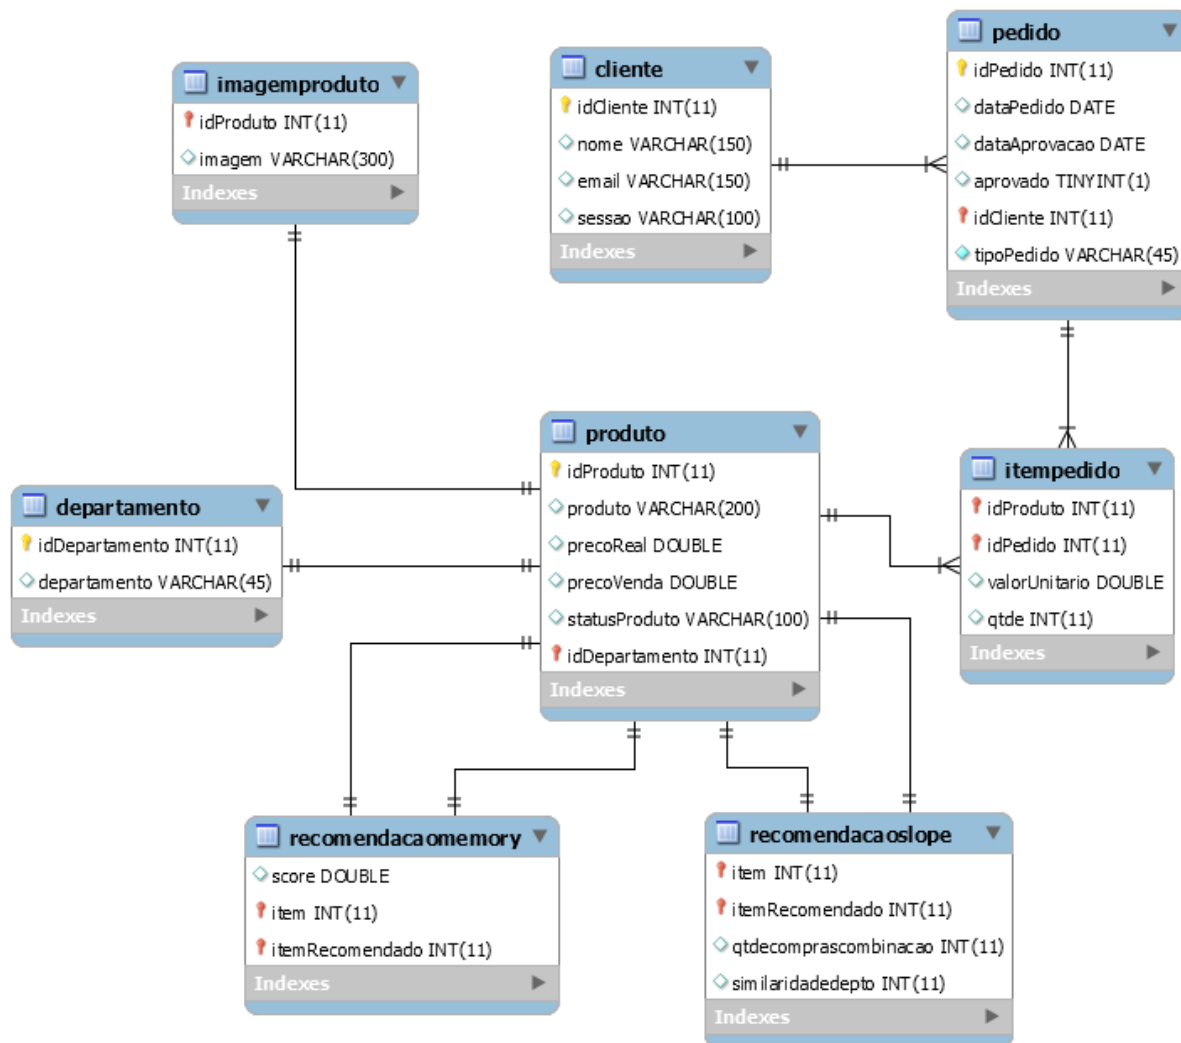 imagemproduto
idProduto INT(11)
imagem VARCHAR(300)
Indexes
cliente
idCliente INT(11)
nome VARCHAR(150)
email VARCHAR(150)
sessao VARCHAR(100)
Indexes
pedido
idPedido INT(11)
dataPedido DATE
dataAprovacao DATE
aprovado TINYINT(1)
idCliente INT(11)
tipoPedido VARCHAR(45)
Indexes
departamento
idDepartamento INT(11)
departamento VARCHAR(45)
Indexes
produto
idProduto INT(11)
produto VARCHAR(200)
precoReal DOUBLE
precoVenda DOUBLE
statusProduto VARCHAR(100)
idDepartamento INT(11)
Indexes
itempedido
idProduto INT(11)
idPedido INT(11)
valorUnitario DOUBLE
qtde INT(11)
Indexes
recomendacaomemory
score DOUBLE
item INT(11)
itemRecomendado INT(11)
Indexes
recomendacaoslope
item INT(11)
itemRecomendado INT(11)
qtdecomprascombinacao INT(11)
similaridadedepto INT(11)
Indexes